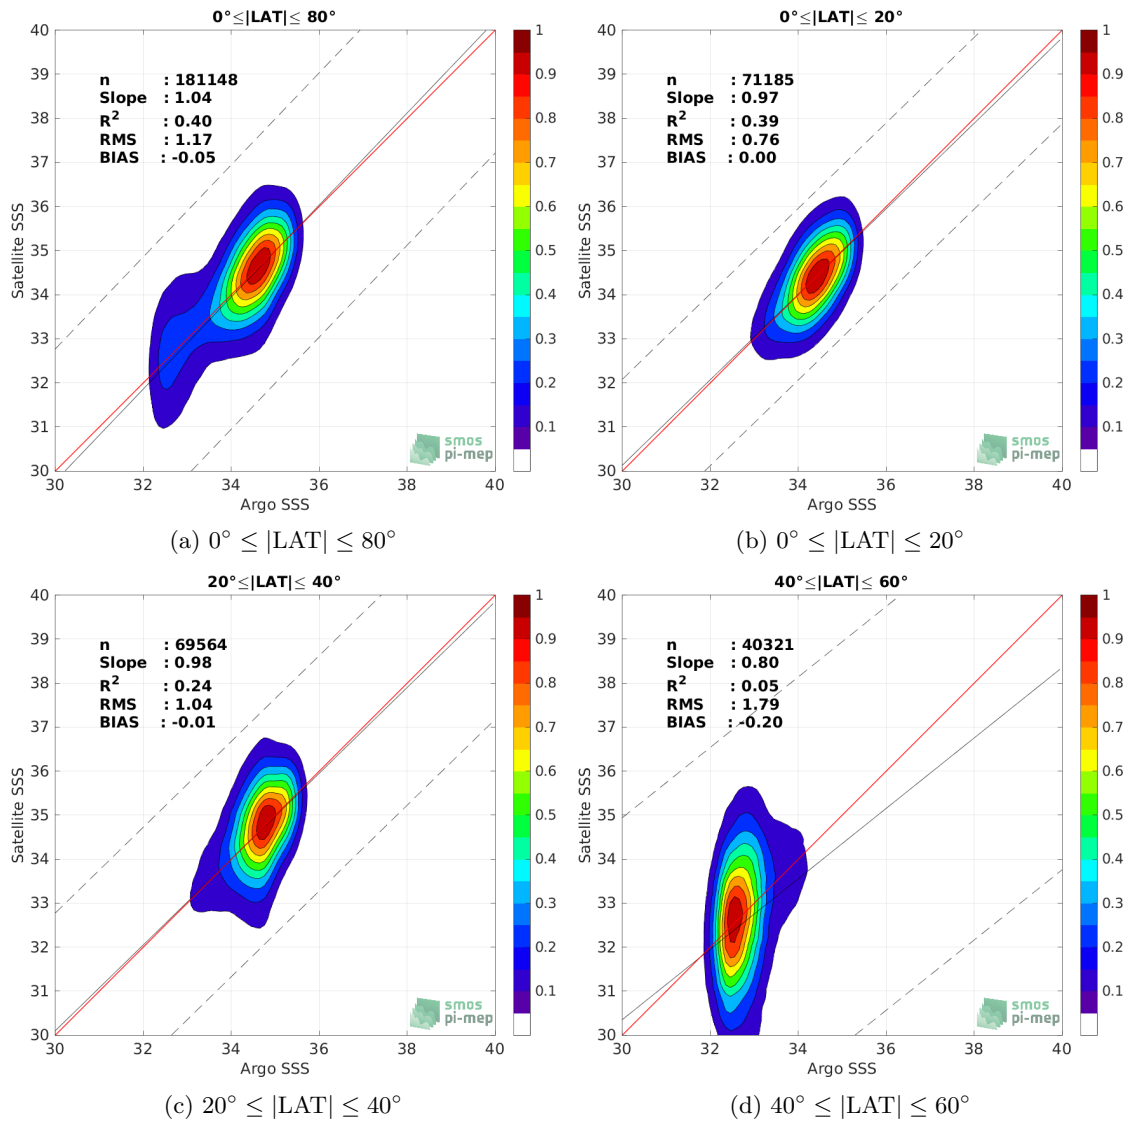 0°≤|LAT|≤ 80°
n : 181148
Slope : 1.04
R² : 0.40
RMS : 1.17
BIAS : -0.05
40
39
38
37
36
35
34
33
32
31
30
Satellite SSS
30 32 34 36 38 40
Argo SSS
1
0.9
0.8
0.7
0.6
0.5
0.4
0.3
0.2
0.1
smos
pi-mep
(a) 0° ≤ |LAT| ≤ 80°
0°≤|LAT|≤ 20°
n : 71185
Slope : 0.97
R² : 0.39
RMS : 0.76
BIAS : 0.00
40
39
38
37
36
35
34
33
32
31
30
Satellite SSS
30 32 34 36 38 40
Argo SSS
1
0.9
0.8
0.7
0.6
0.5
0.4
0.3
0.2
0.1
smos
pi-mep
(b) 0° ≤ |LAT| ≤ 20°
20°≤|LAT|≤ 40°
n : 69564
Slope : 0.98
R² : 0.24
RMS : 1.04
BIAS : -0.01
40
39
38
37
36
35
34
33
32
31
30
Satellite SSS
30 32 34 36 38 40
Argo SSS
1
0.9
0.8
0.7
0.6
0.5
0.4
0.3
0.2
0.1
smos
pi-mep
(c) 20° ≤ |LAT| ≤ 40°
40°≤|LAT|≤ 60°
n : 40321
Slope : 0.80
R² : 0.05
RMS : 1.79
BIAS : -0.20
40
39
38
37
36
35
34
33
32
31
30
Satellite SSS
30 32 34 36 38 40
Argo SSS
1
0.9
0.8
0.7
0.6
0.5
0.4
0.3
0.2
0.1
smos
pi-mep
(d) 40° ≤ |LAT| ≤ 60°